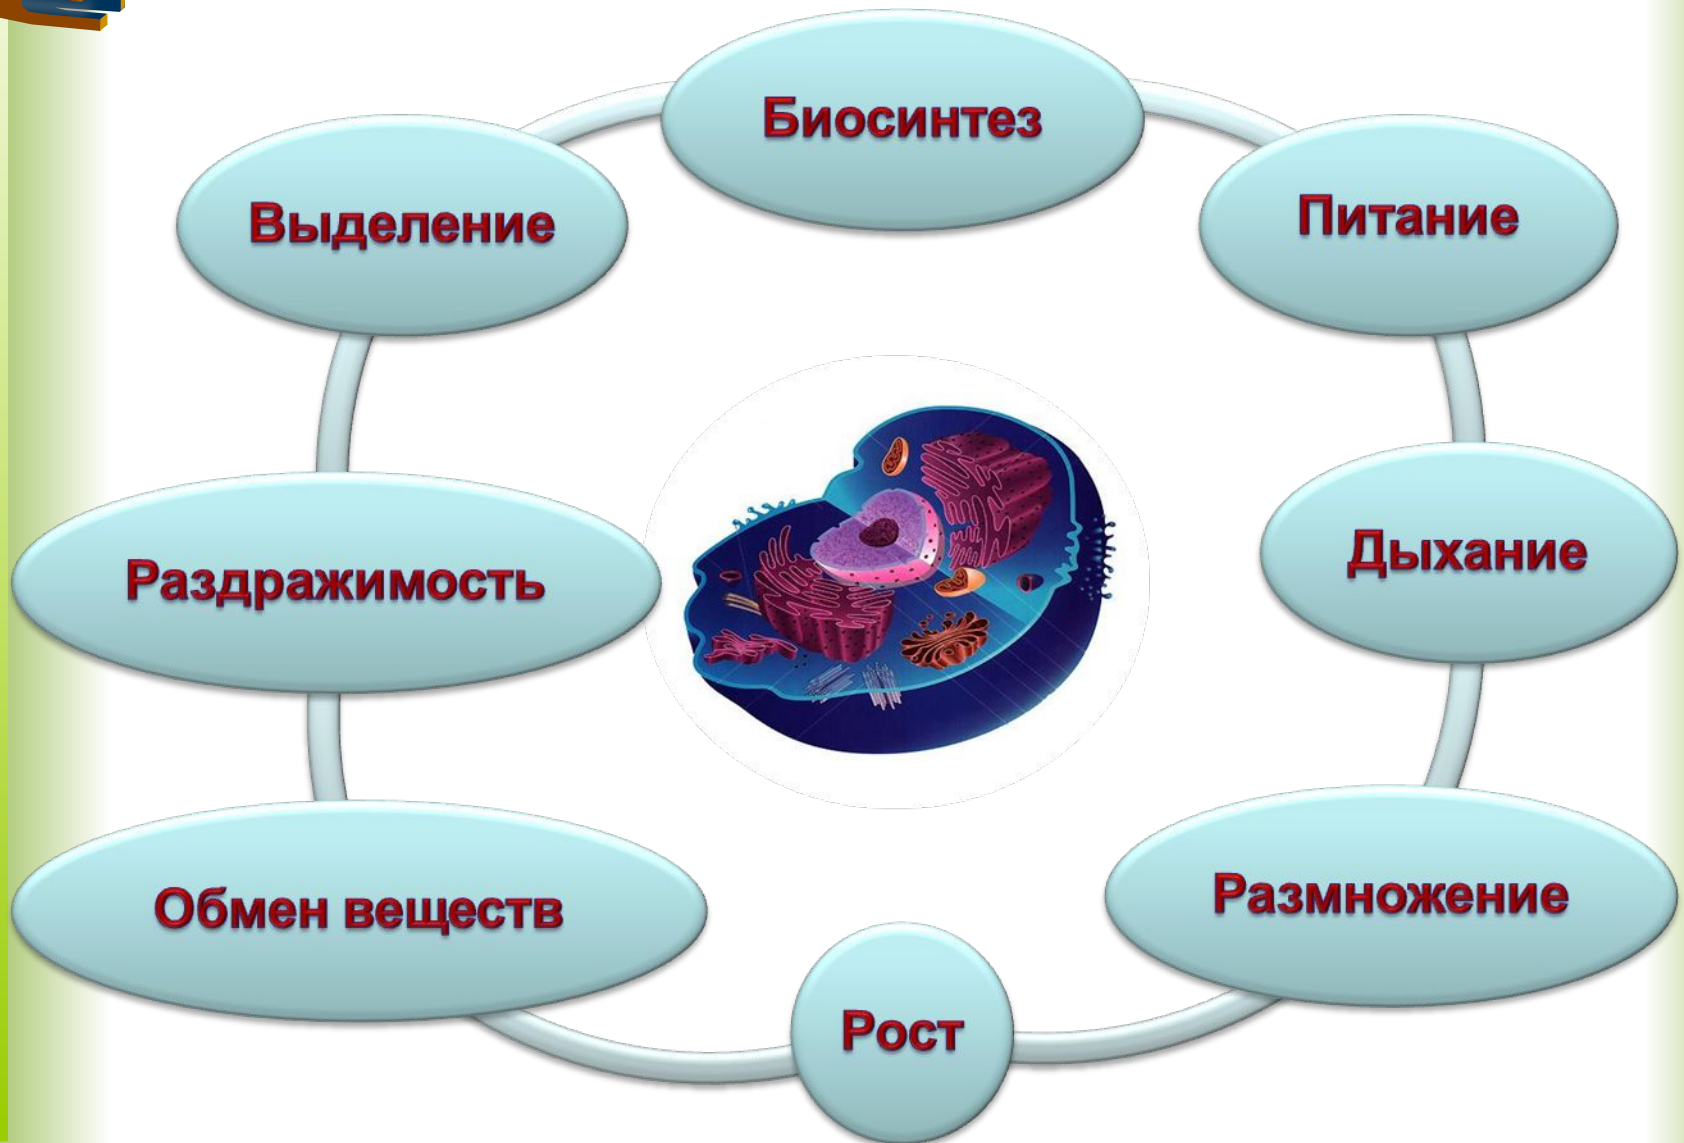 Биосинтез
Выделение
Питание
Раздражимость
Дыхание
Обмен веществ
Размножение
Рост